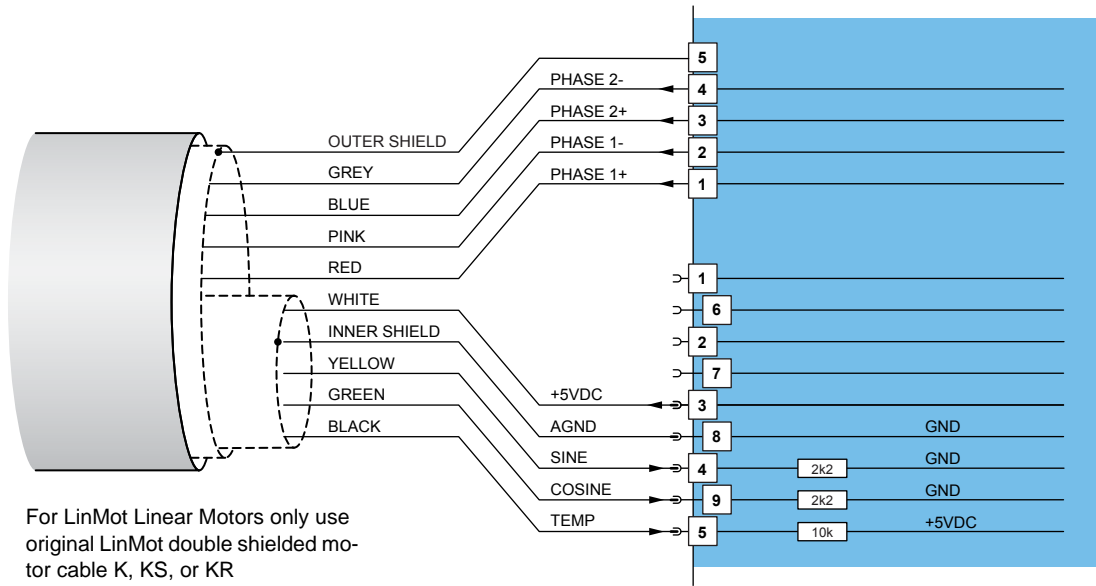 5
PHASE 2- 4
PHASE 2+ 3
OUTER SHIELD PHASE 1- 2
GREY PHASE 1+ 1
BLUE
PINK
RED 1
WHITE 6
INNER SHIELD 2
YELLOW 7
GREEN +5VDC 3
BLACK AGND 8 GND
SINE 4 2k2 GND
COSINE 9 2k2 GND
TEMP 5 10k +5VDC
For LinMot Linear Motors only use
original LinMot double shielded mo-
tor cable K, KS, or KR